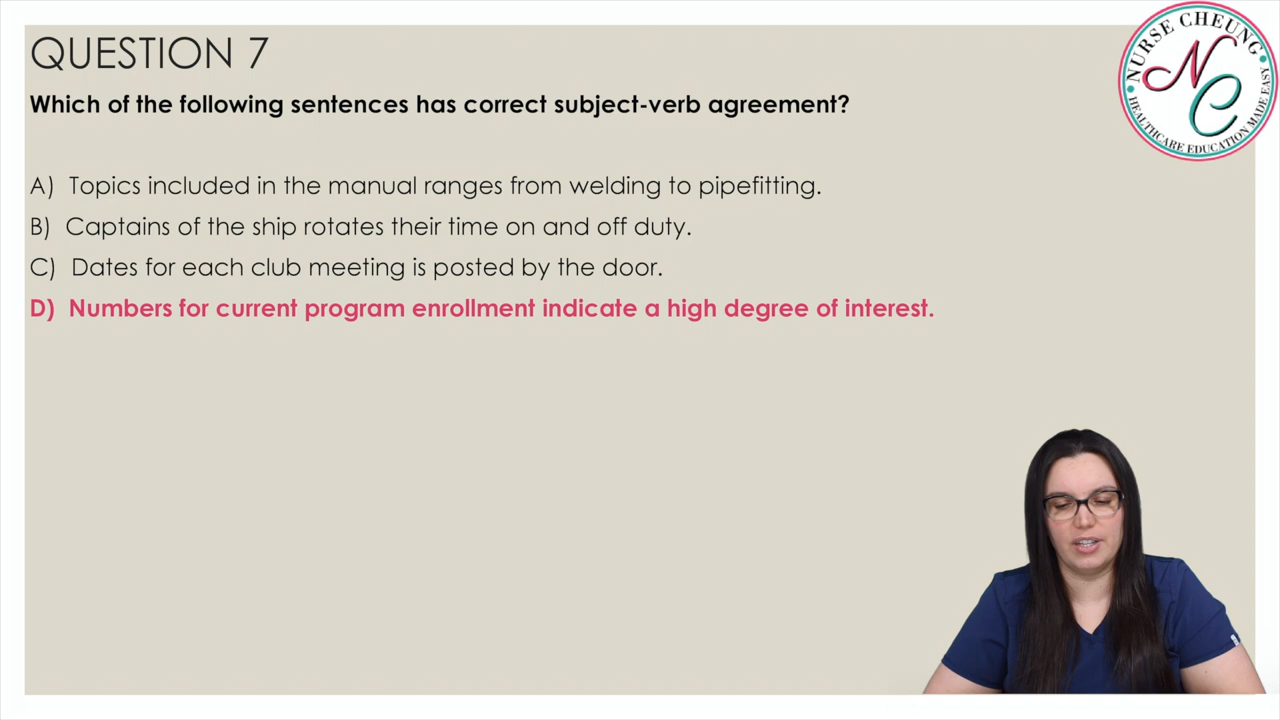 QUESTION 7
Which of the following sentences has correct subject-verb agreement?
A) Topics included in the manual ranges from welding to pipefitting.
B) Captains of the ship rotates their time on and off duty.
C) Dates for each club meeting is posted by the door.
D) Numbers for current program enrollment indicate a high degree of interest.
NURSE CHEUNG
NC
HEALTHCARE EDUCATION MADE EASY